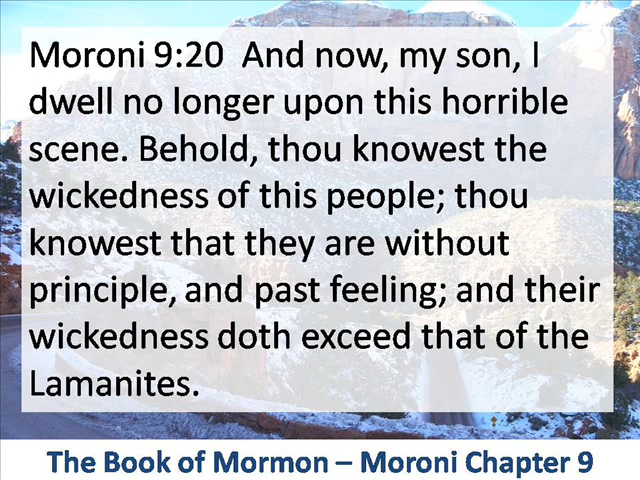 Moroni 9:20  And now, my son, I
dwell no longer upon this horrible
scene. Behold, thou knowest the
wickedness of this people; thou
knowest that they are without
principle, and past feeling; and their
wickedness doth exceed that of the
Lamanites.
The Book of Mormon – Moroni Chapter 9